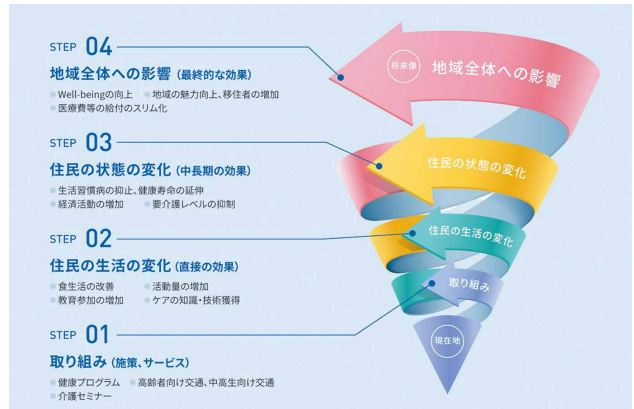 STEP 04
地域全体への影響（最終的な効果）
Well-beingの向上 地域の魅力向上、移住者の増加
医療費等の給付のスリム化
STEP 03
住民の状態の変化（中長期の効果）
生活習慣病の抑止、健康寿命の延伸
経済活動の増加 要介護レベルの抑制
STEP 02
住民の生活の変化（直接の効果）
食生活の改善 活動量の増加
教育参加の増加 ケアの知識・技術獲得
STEP 01
取り組み（施策、サービス）
健康プログラム 高齢者向け交通、中高生向け交通
介護セミナー
将来像 地域全体への影響
住民の状態の変化
住民の生活の変化
取り組み
現在地